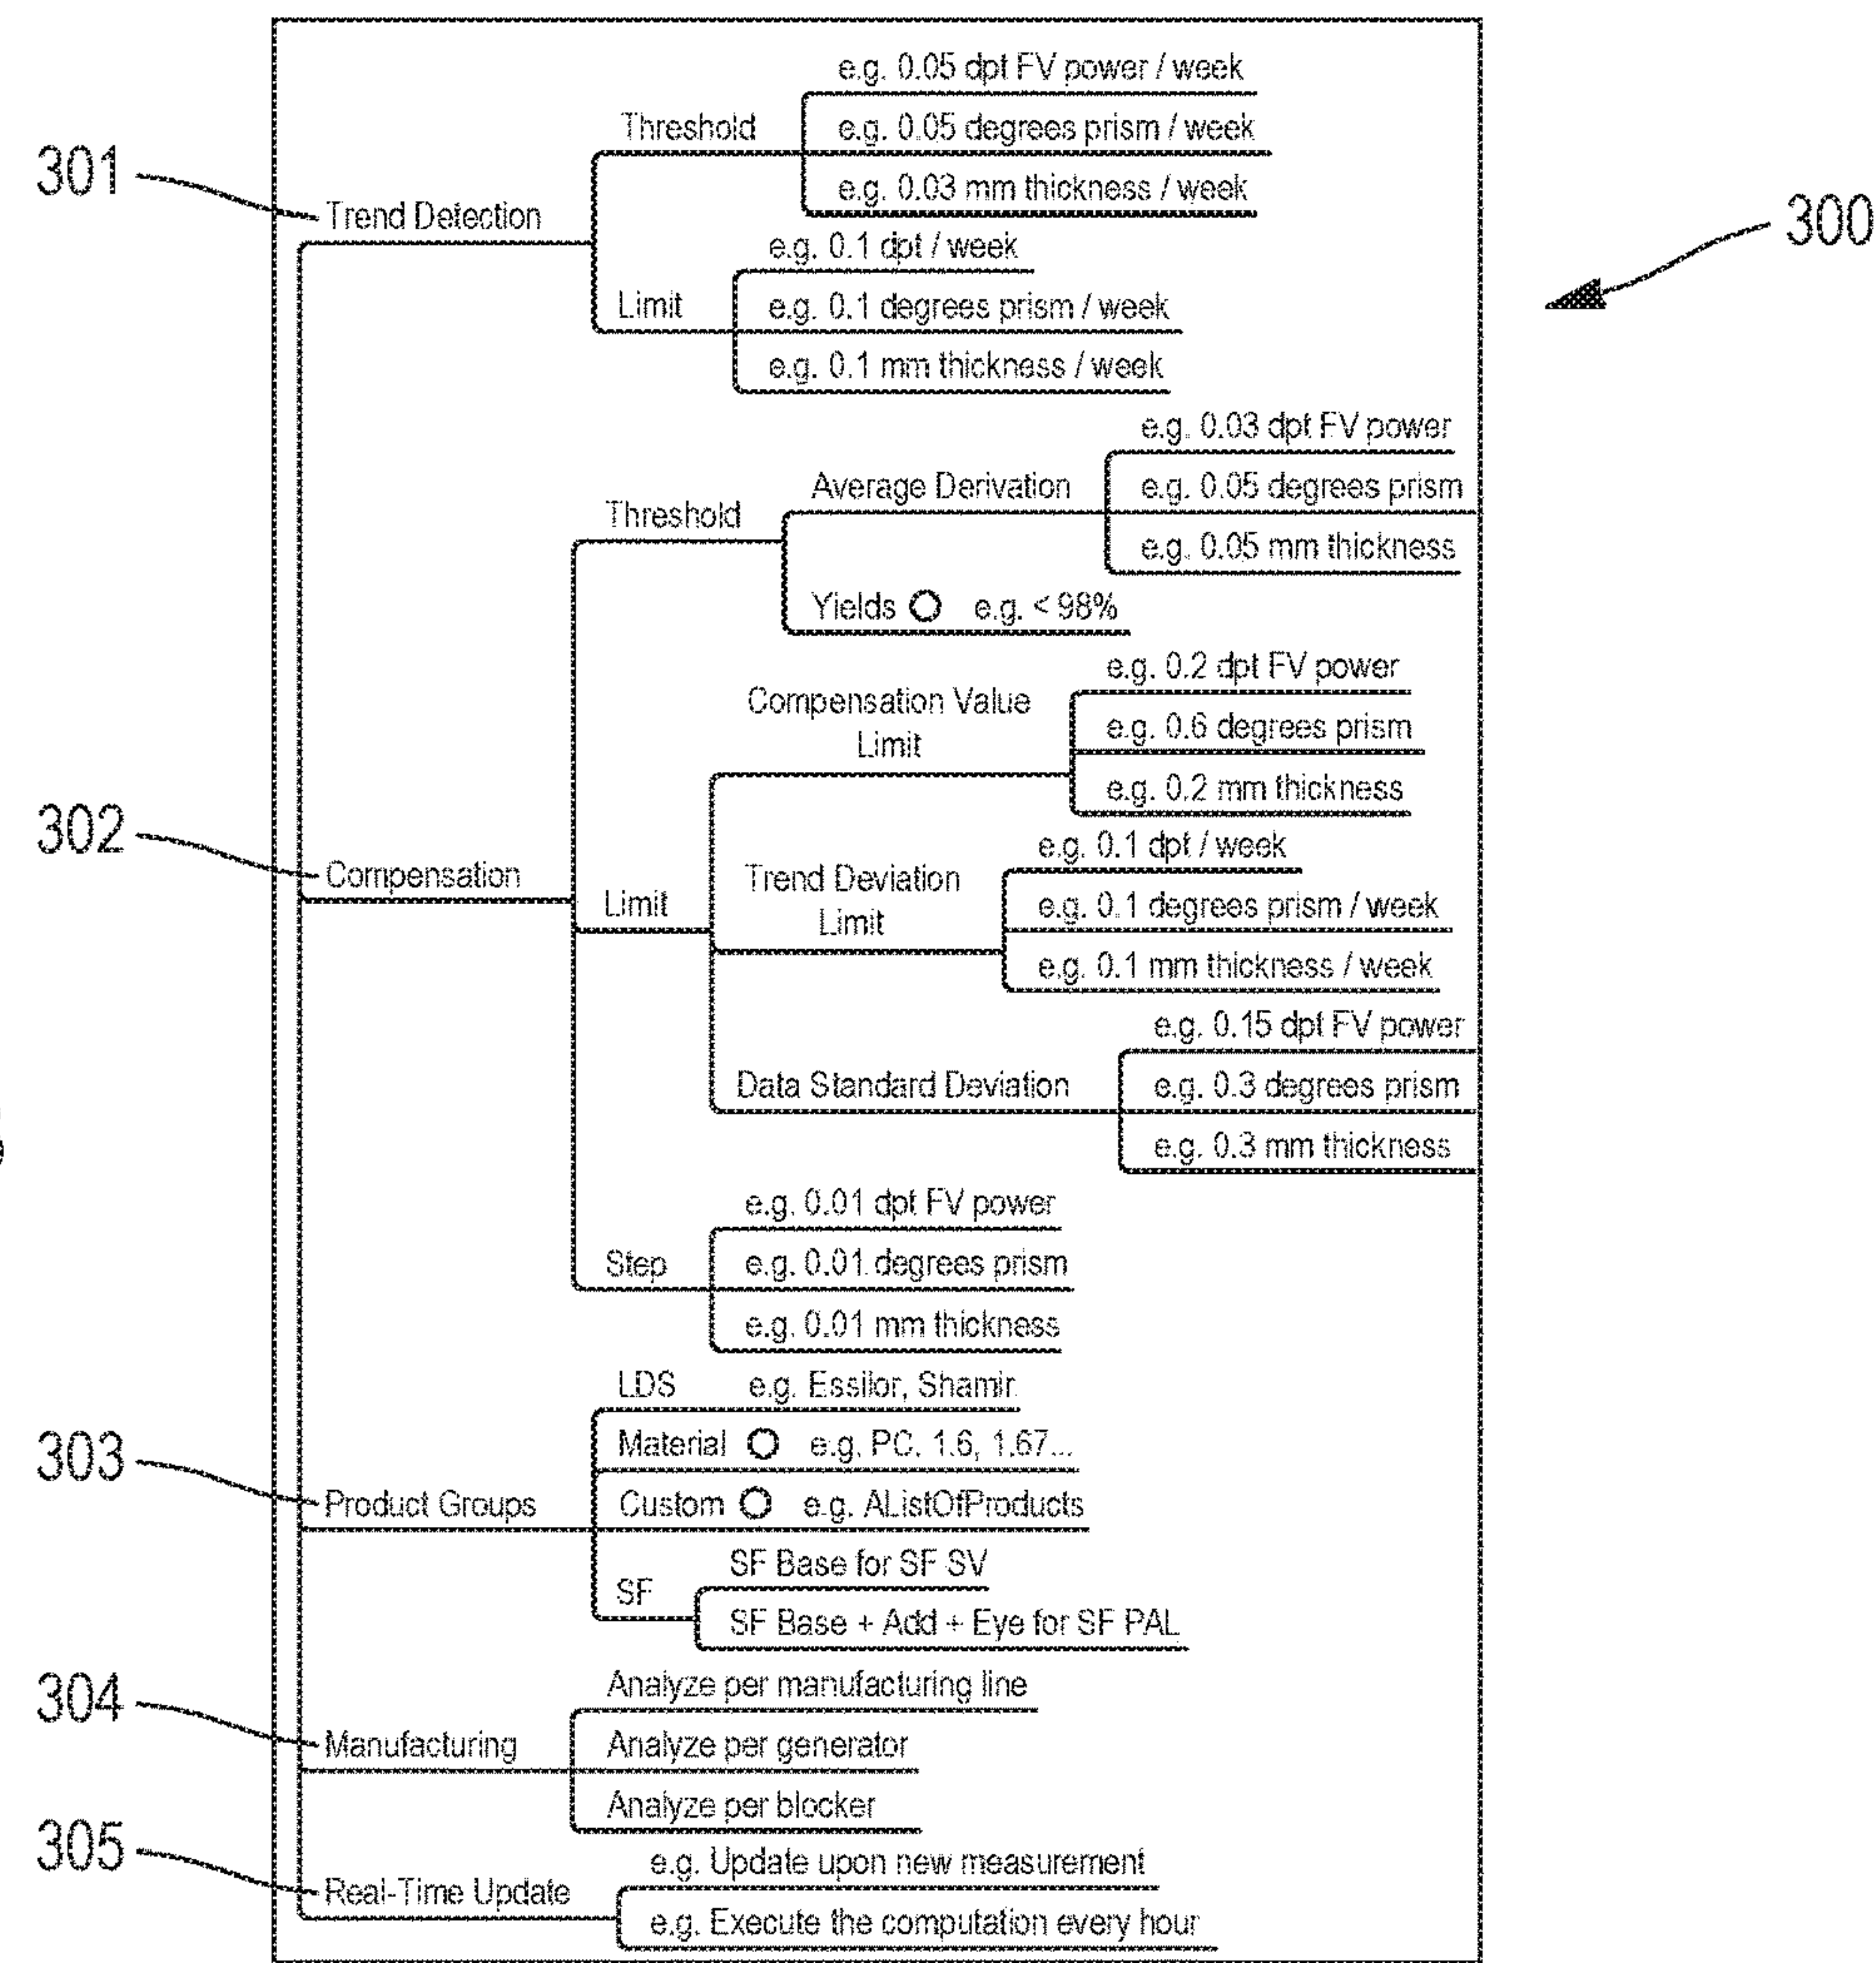 e.g. 0.05 dpt FV power / week
Threshold
e.g. 0.05 degrees prism / week
301
e.g. 0.03 mm thickness / week
Trend Detection
300
e.g. 0.1 dpt / week
Limit
e.g. 0.1 degrees prism / week
e.g. 0.1 mm thickness / week
e.g. 0.03 dpt FV power
Average Derivation
e.g. 0.05 degrees prism
Threshold
e.g. 0.05 mm thickness
Yields
e.g. < 98%
e.g. 0.2 dpt FV power
Compensation Value
Limit
e.g. 0.6 degrees prism
e.g. 0.2 mm thickness
302
Compensation
e.g. 0.1 dpt / week
Limit
Trend Deviation
Limit
e.g. 0.1 degrees prism / week
e.g. 0.1 mm thickness / week
e.g. 0.15 dpt FV power
Data Standard Deviation
e.g. 0.3 degrees prism
e.g. 0.3 mm thickness
e.g. 0.01 dpt FV power
Step
e.g. 0.01 degrees prism
e.g. 0.01 mm thickness
LDS
e.g. Essilor, Shamir
303
Material
e.g. PC, 1.6, 1.67...
Product Groups
Custom
e.g. AListOfProducts
SF
SF Base for SF SV
SF Base + Add + Eye for SF PAL
304
Analyze per manufacturing line
Manufacturing
Analyze per generator
Analyze per blocker
305
e.g. Update upon new measurement
Real-Time Update
e.g. Execute the computation every hour